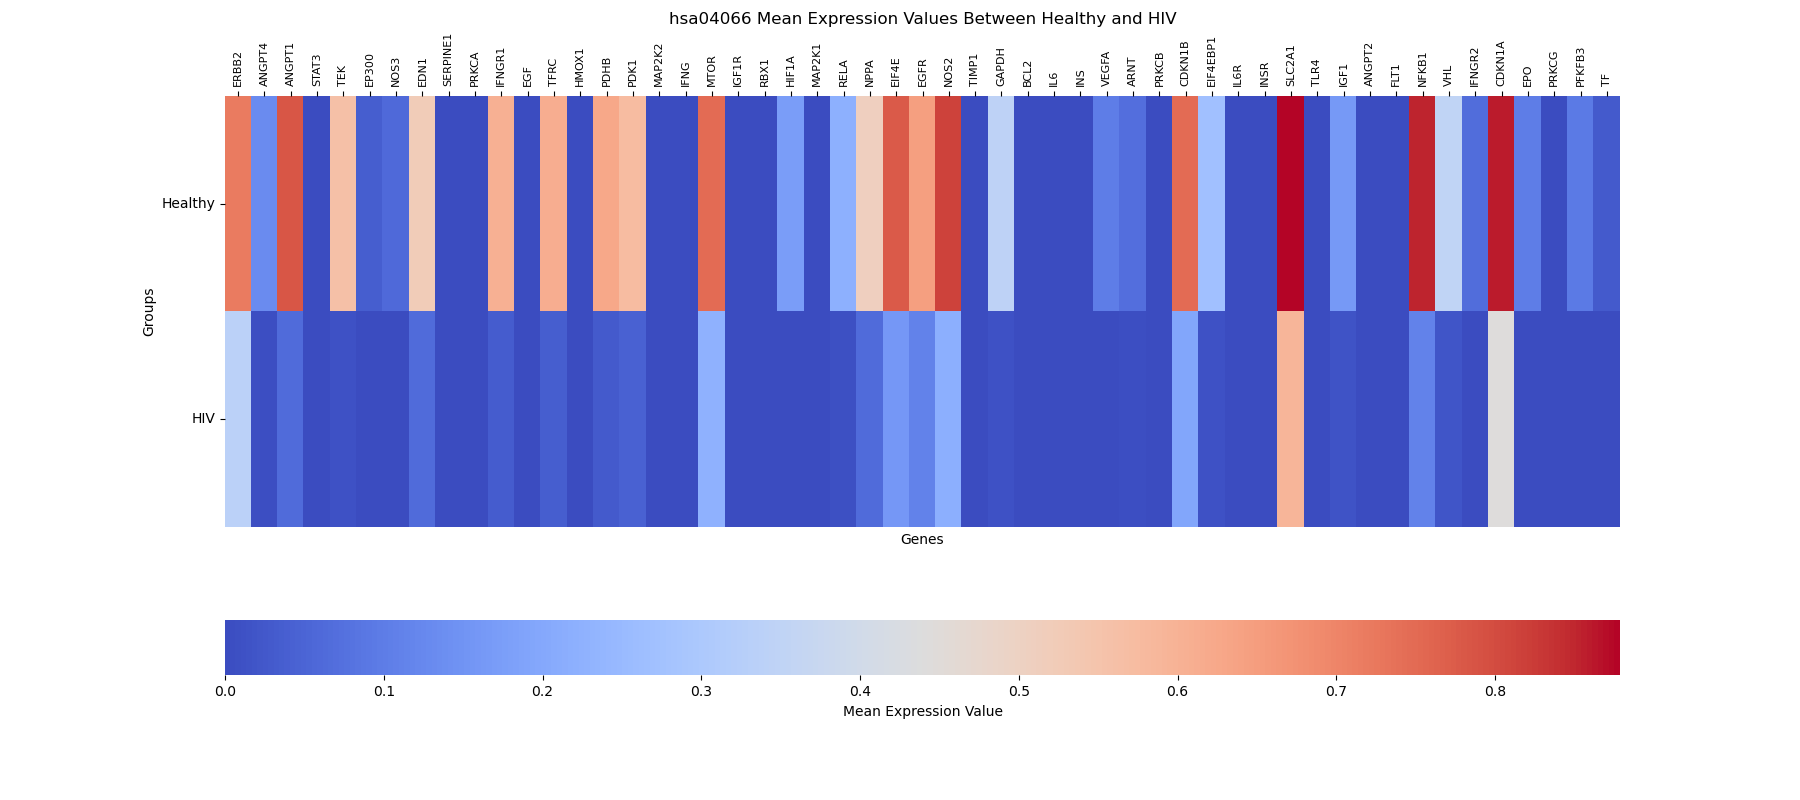 hsa04066 Mean Expression Values Between Healthy and HIV
ERBB2 ANGPT4 ANGPT1 STAT3 TEK EP300 NOS3 EDN1 SERPINE1 PRKCA IFNGR1 EGF TFRC HMOX1 PDHB PDK1 MAP2K2 IFNG MTOR IGF1R RBX1 HIF1A MAP2K1 RELA NPPA EIF4E EGFR NOS2 TIMP1 GAPDH BCL2 IL6 INS VEGFA ARNT PRKCB CDKN1B EIF4EBP1 IL6R INSR SLC2A1 TLR4 IGF1 ANGPT2 FLT1 NFKB1 VHL IFNGR2 CDKN1A EPO PRKCG PFKFB3 TF
Healthy
Groups
HIV
Genes
0.0 0.1 0.2 0.3 0.4 0.5 0.6 0.7 0.8
Mean Expression Value